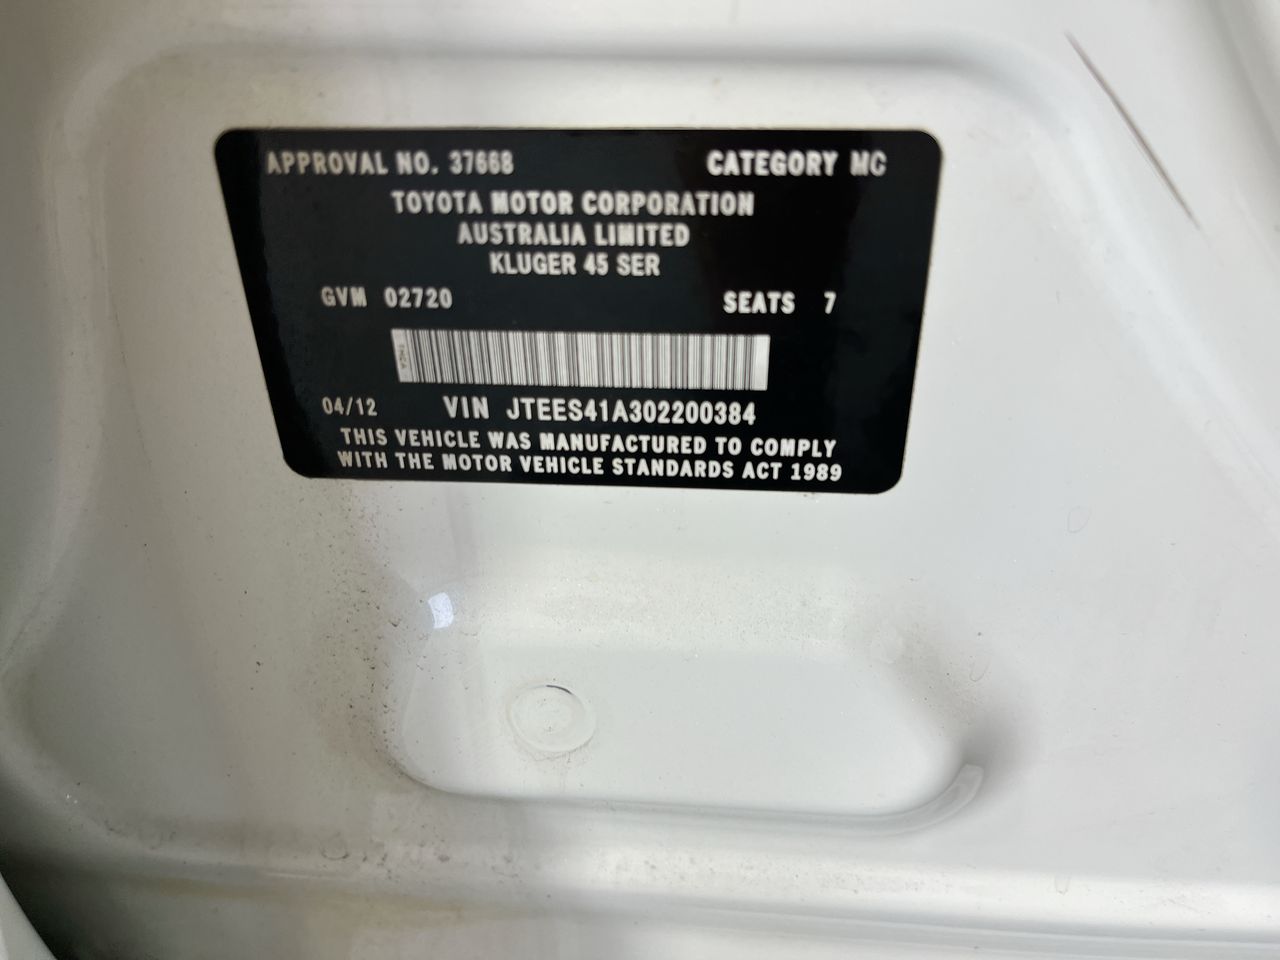 APPROVAL NO. 37668 CATEGORY MC
TOYOTA MOTOR CORPORATION
AUSTRALIA LIMITED
KLUGER 45 SER
GVM 02720 SEATS 7
04/12 VIN JTEES41A302200384
THIS VEHICLE WAS MANUFACTURED TO COMPLY
WITH THE MOTOR VEHICLE STANDARDS ACT 1989